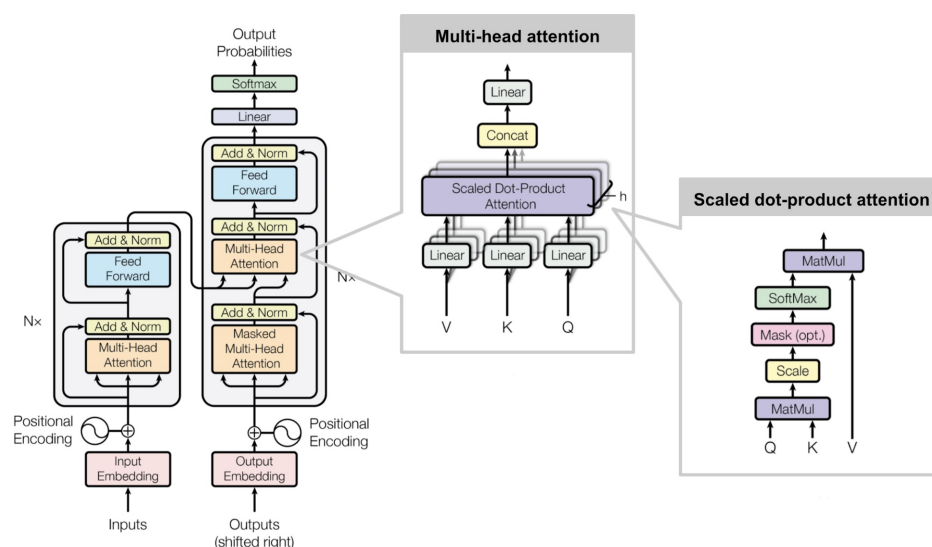 Output
Probabilities
Softmax
Linear
Add & Norm
Feed
Forward
Add & Norm
Multi-Head
Attention
Nx
Add & Norm
Masked
Multi-Head
Attention
Add & Norm
Feed
Forward
Nx
Add & Norm
Multi-Head
Attention
Positional
Encoding
Positional
Encoding
Input
Embedding
Output
Embedding
Inputs
Outputs
(shifted right)
Multi-head attention
Linear
Concat
Scaled Dot-Product
Attention
h
Linear
Linear
Linear
V
K
Q
Scaled dot-product attention
MatMul
SoftMax
Mask (opt.)
Scale
MatMul
Q
K
V